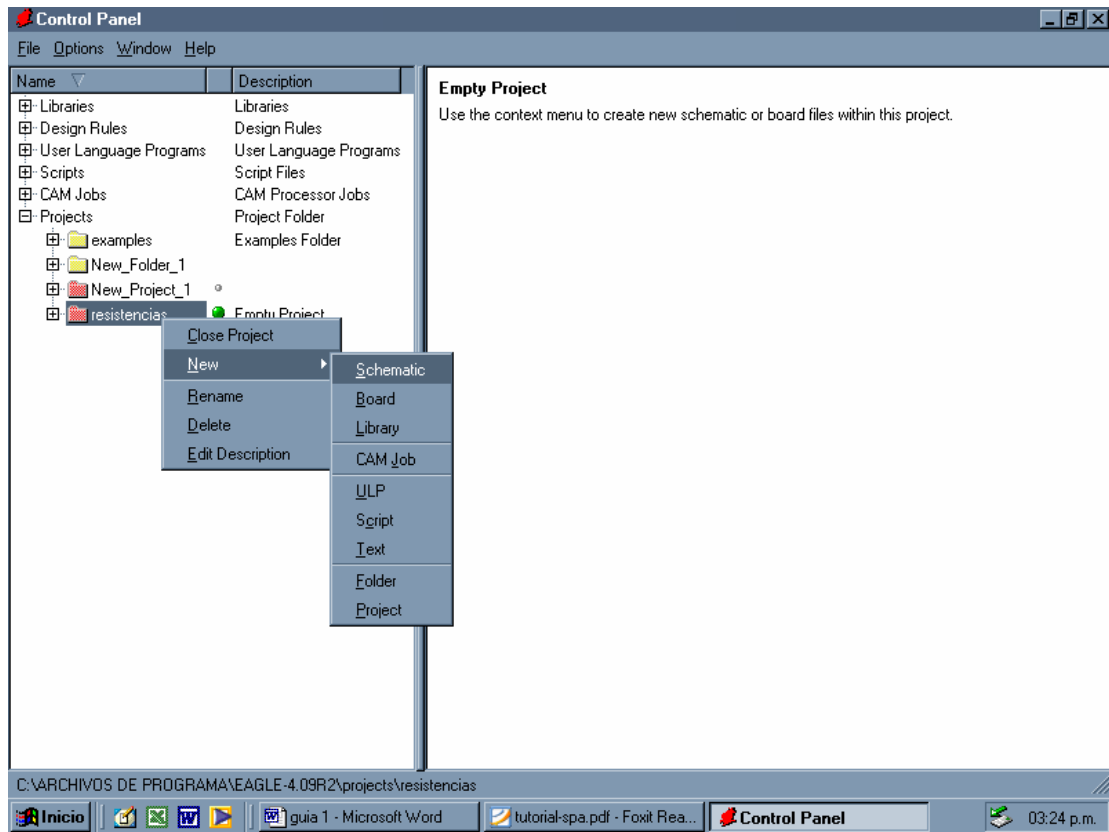 Control Panel
File Options Window Help
Name Description
Empty Project
Use the context menu to create new schematic or board files within this project.
Libraries Libraries
Design Rules Design Rules
User Language Programs User Language Programs
Scripts Script Files
CAM Jobs CAM Processor Jobs
Projects Project Folder
examples Examples Folder
New_Folder_1
New_Project_1
resistencias Empty Project
Close Project
New
Rename
Delete
Edit Description
Schematic
Board
Library
CAM Job
ULP
Script
Text
Folder
Project
C:\ARCHIVOS DE PROGRAMA\EAGLE-4.09R2\projects\resistencias
Inicio guia 1 - Microsoft Word tutorial-spa.pdf - Foxit Rea... Control Panel 03:24 p.m.